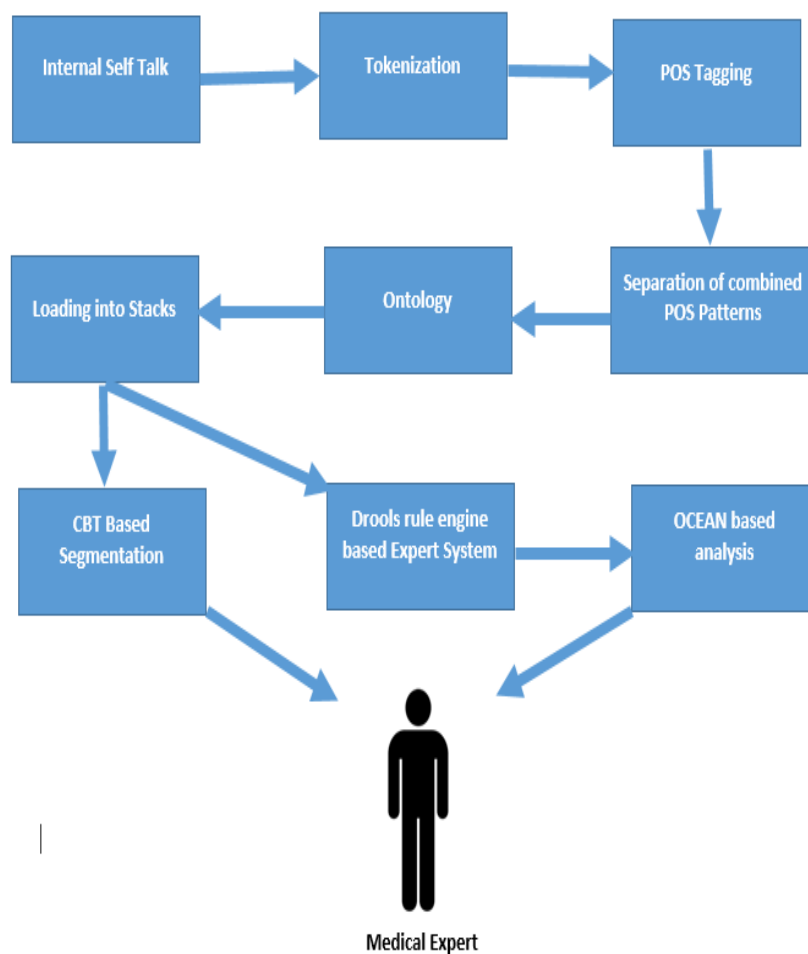 Internal Self Talk
Tokenization
POS Tagging
Separation of combined
POS Patterns
Ontology
Loading into Stacks
CBT Based
Segmentation
Drools rule engine
based Expert System
OCEAN based
analysis
Medical Expert